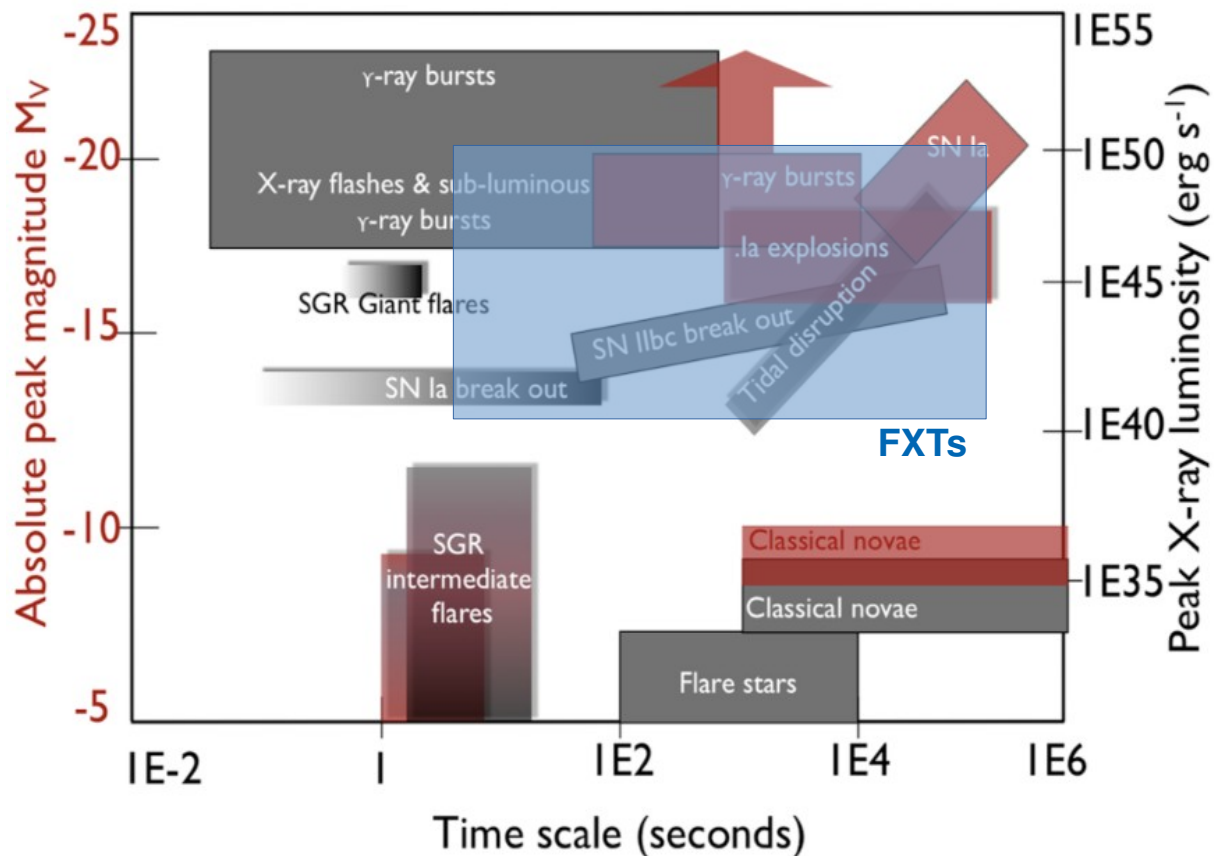 Absolute peak magnitude Mv
-25
-20
-15
-10
-5
γ-ray bursts
X-ray flashes & sub-luminous
γ-ray bursts
SGR Giant flares
SN Ia break out
γ-ray bursts
SN Ia
.Ia explosions
SN IIbc break out
Tidal disruption
FXTs
SGR
intermediate
flares
Classical novae
Classical novae
Flare stars
1E55
1E50
1E45
1E40
1E35
Peak X-ray luminosity (erg s⁻¹)
1E-2
1
1E2
1E4
1E6
Time scale (seconds)